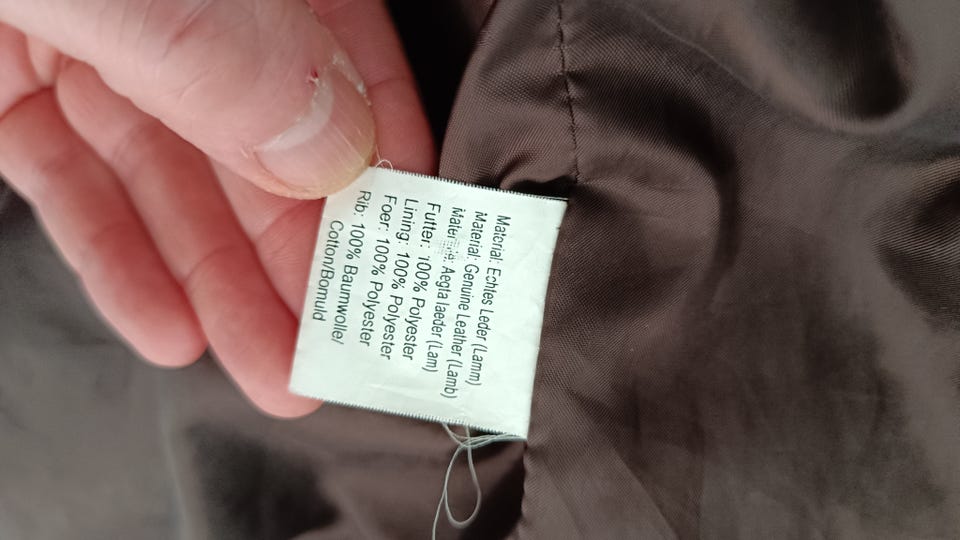 Material: Echtes Leder (Lamm)
Material: Genuine Leather (Lamb)
Aegta laeder (Lam)
Futter: 100% Polyester
Lining: 100% Polyester
Foer: 100% Polyester
Rib: 100% Baumwolle/
Cotton/Bomuld